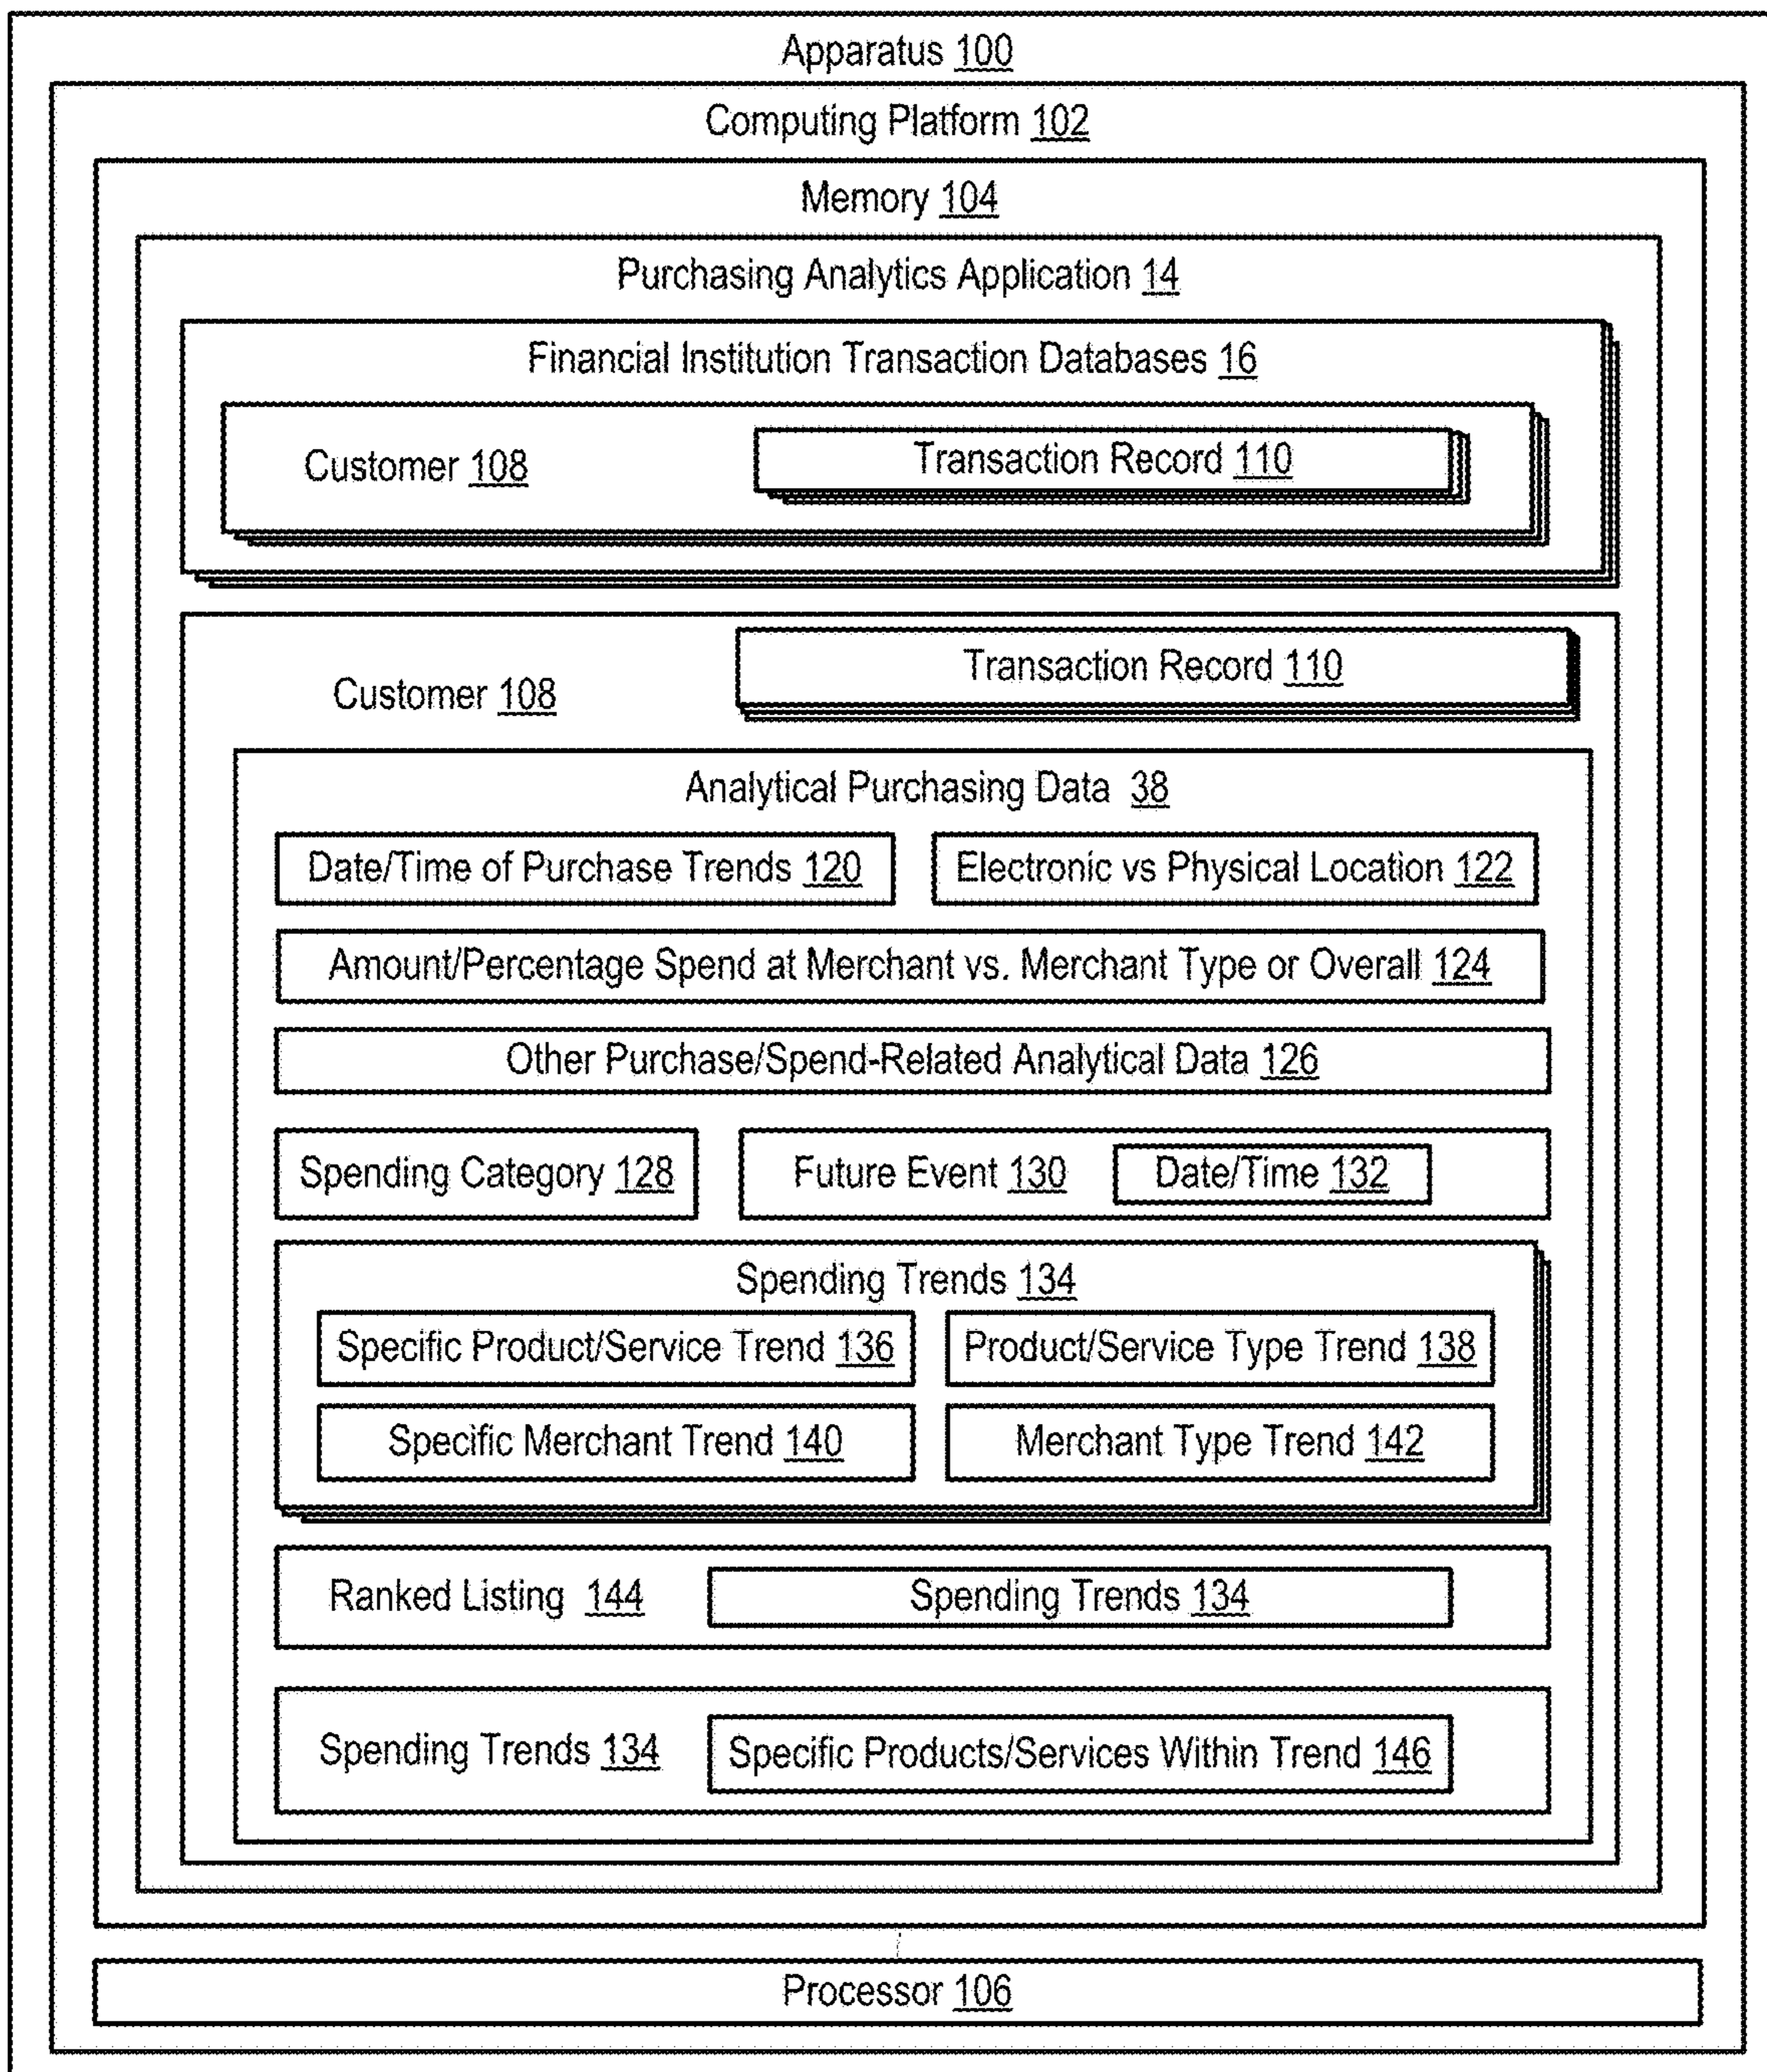 Apparatus 100
Computing Platform 102
Memory 104
Purchasing Analytics Application 14
Financial Institution Transaction Databases 16
Customer 108
Transaction Record 110
Transaction Record 110
Customer 108
Analytical Purchasing Data 38
Date/Time of Purchase Trends 120
Electronic vs Physical Location 122
Amount/Percentage Spend at Merchant vs. Merchant Type or Overall 124
Other Purchase/Spend-Related Analytical Data 126
Spending Category 128
Future Event 130
Date/Time 132
Spending Trends 134
Specific Product/Service Trend 136
Product/Service Type Trend 138
Specific Merchant Trend 140
Merchant Type Trend 142
Ranked Listing 144
Spending Trends 134
Spending Trends 134
Specific Products/Services Within Trend 146
Processor 106